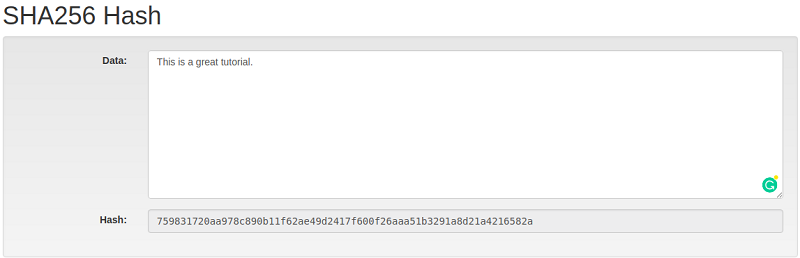 SHA256 Hash
Data:
This is a great tutorial.
Hash:
759831720aa978c890b11f62ae49d2417f600f26aaa51b3291a8d21a4216582a